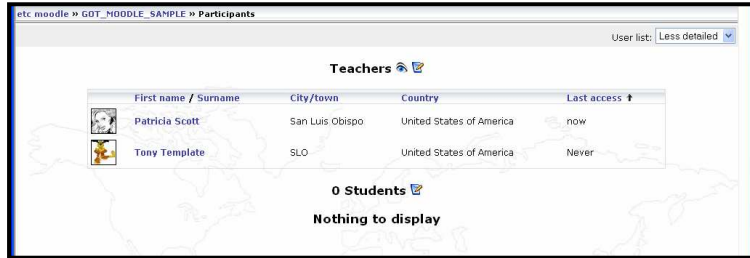 etc moodle » GOT_MOODLE_SAMPLE » Participants
User list: Less detailed
Teachers
First name / Surname City/town Country Last access ↑
Patricia Scott San Luis Obispo United States of America now
Tony Template SLO United States of America Never
0 Students
Nothing to display